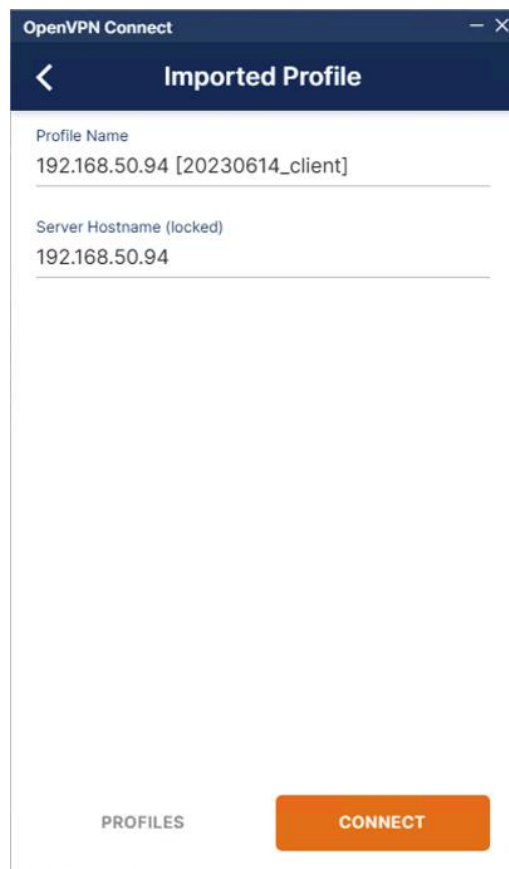 OpenVPN Connect
Imported Profile
Profile Name
192.168.50.94 [20230614_client]
Server Hostname (locked)
192.168.50.94
PROFILES
CONNECT